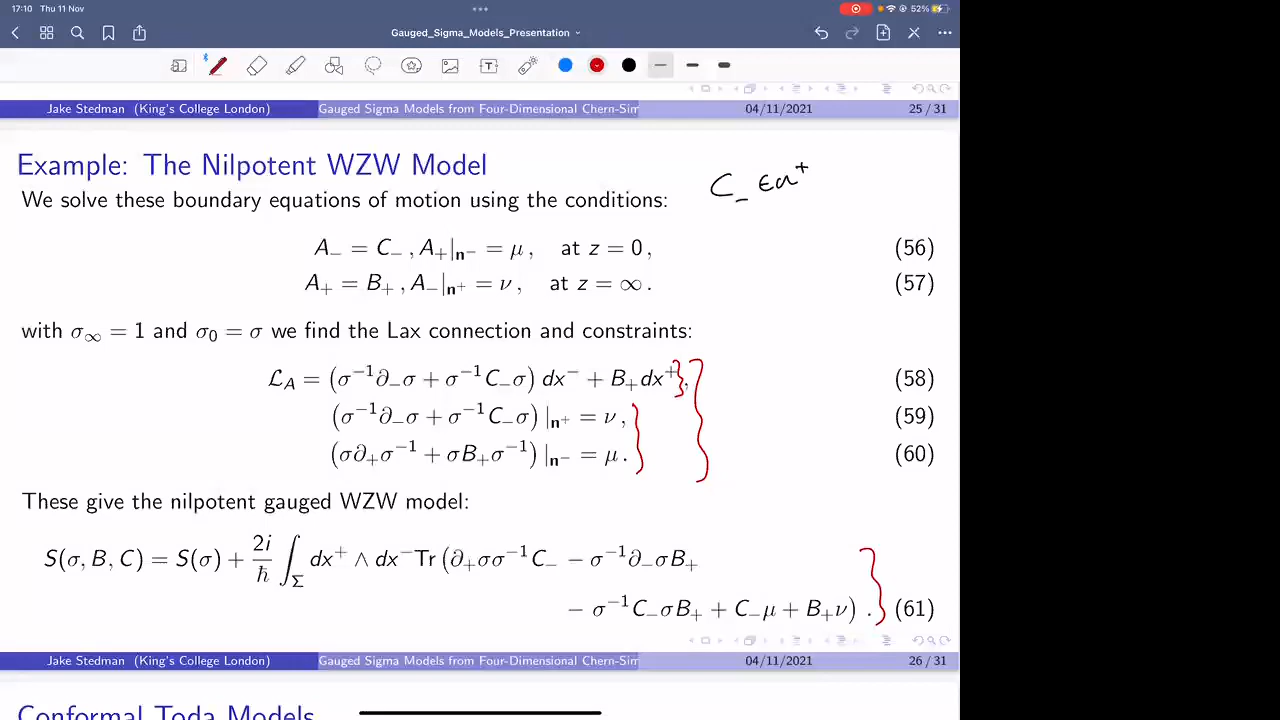 17:10 Thu 11 Nov
52%
Gauged_Sigma_Models_Presentation
T
Jake Stedman (King's College London) Gauged Sigma Models from Four-Dimensional Chern-Sim 04/11/2021 25 / 31
Example: The Nilpotent WZW Model
C₋ ∈ n⁺
We solve these boundary equations of motion using the conditions:
A₋ = C₋ , A₊|ₙ₋ = μ , at z = 0 , (56)
A₊ = B₊ , A₋|ₙ₊ = ν , at z = ∞ . (57)
with σ∞ = 1 and σ₀ = σ we find the Lax connection and constraints:
ℒ_A = (σ⁻¹∂₋σ + σ⁻¹C₋σ) dx⁻ + B₊dx⁺ , (58)
(σ⁻¹∂₋σ + σ⁻¹C₋σ) |ₙ₊ = ν , (59)
(σ∂₊σ⁻¹ + σB₊σ⁻¹) |ₙ₋ = μ . (60)
These give the nilpotent gauged WZW model:
S(σ, B, C) = S(σ) + 2i/ℏ ∫_Σ dx⁺ ∧ dx⁻Tr (∂₊σσ⁻¹C₋ − σ⁻¹∂₋σB₊
− σ⁻¹C₋σB₊ + C₋μ + B₊ν) . (61)
Jake Stedman (King's College London) Gauged Sigma Models from Four-Dimensional Chern-Sim 04/11/2021 26 / 31
Conformal Toda Models